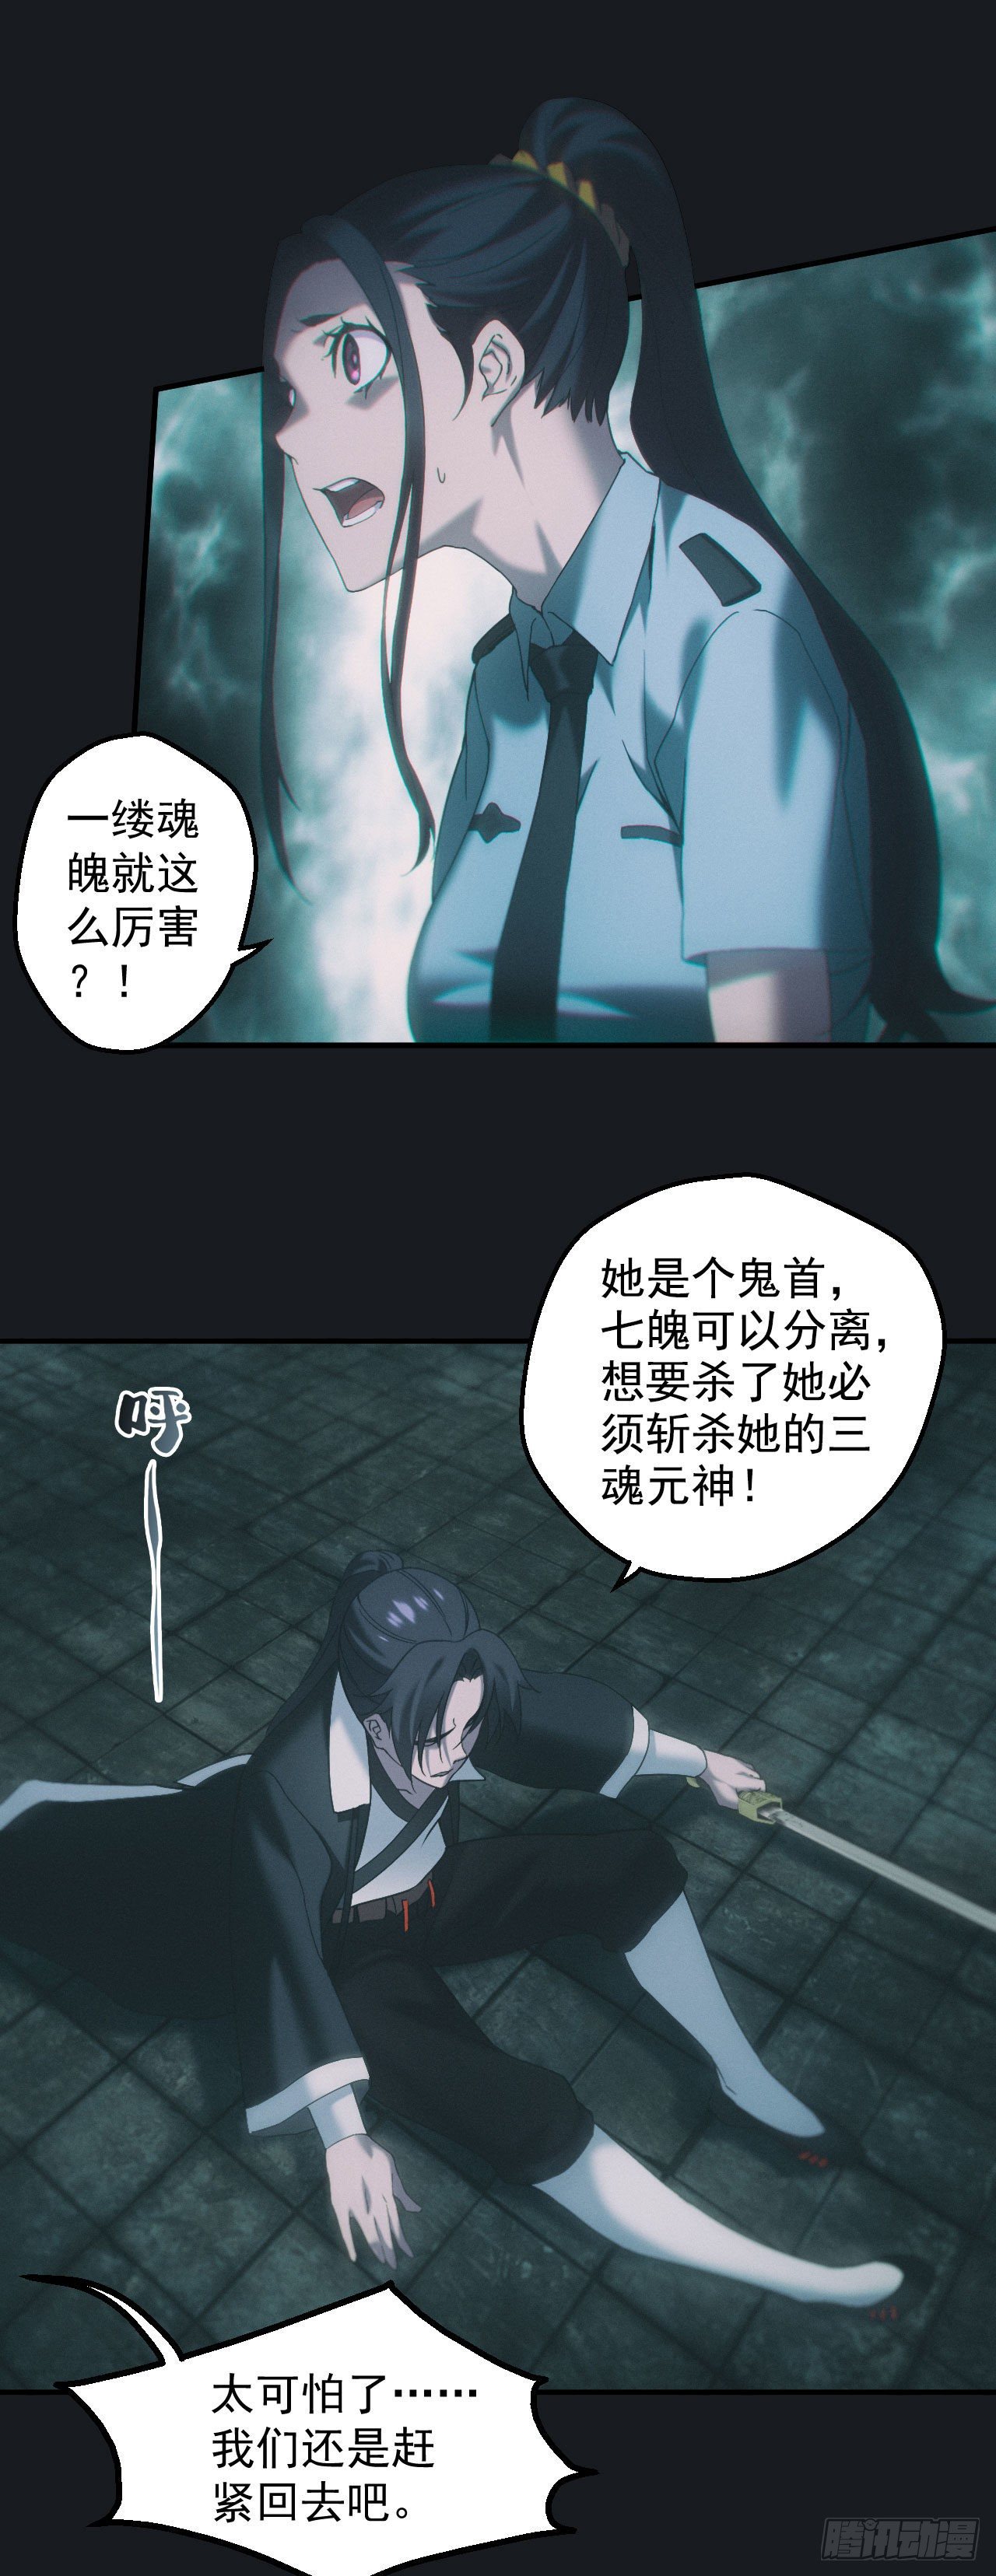 一缕魂
魄就这
么厉害
？！
她是个鬼首，
七魄可以分离，
想要杀了她必
须斩杀她的三
魂元神！
呼
太可怕了……
我们还是赶
紧回去吧。
腾讯动漫